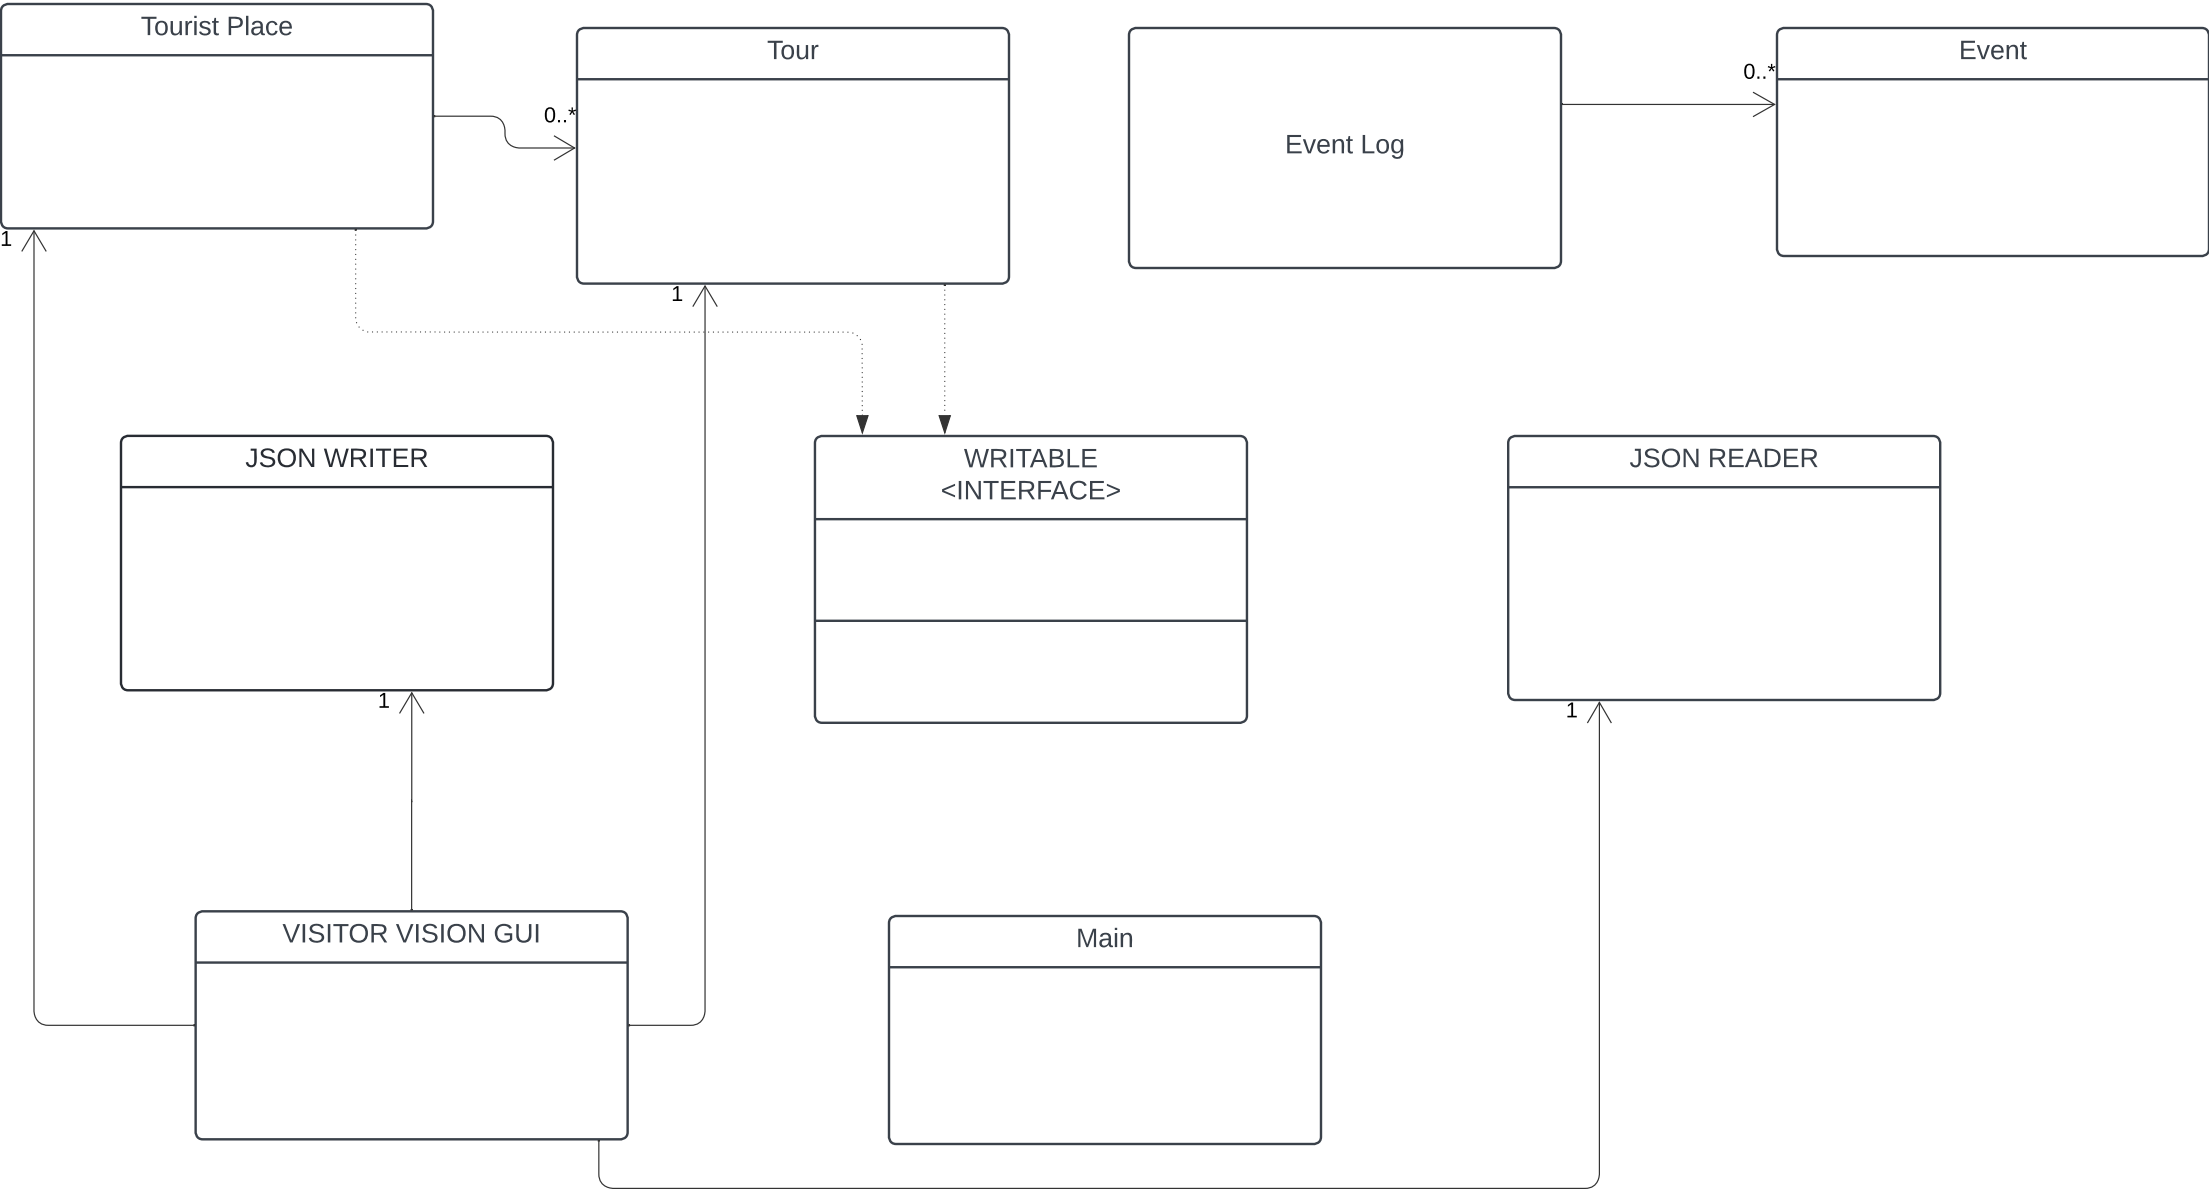 Tourist Place
Tour
Event
0..*
0..*
Event Log
1
1
JSON WRITER
WRITABLE
<INTERFACE>
JSON READER
1
1
VISITOR VISION GUI
Main